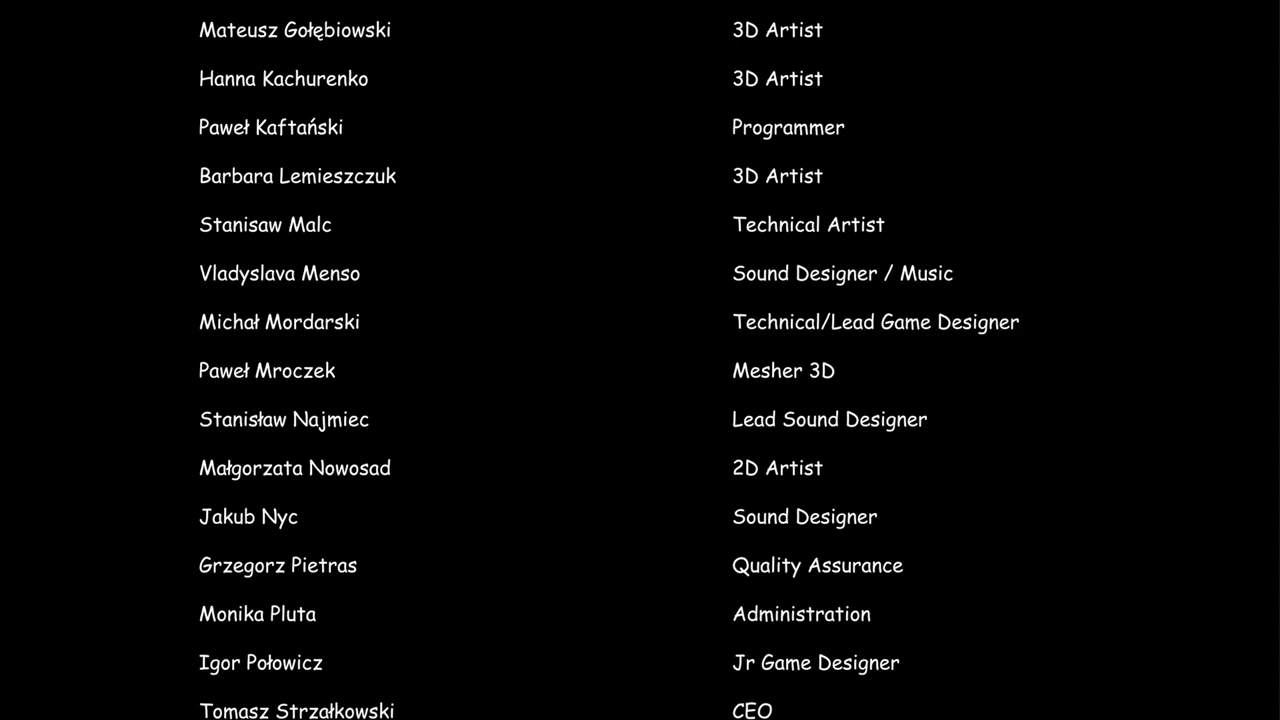 Mateusz Gołębiowski 3D Artist
Hanna Kachurenko 3D Artist
Paweł Kaftański Programmer
Barbara Lemieszczuk 3D Artist
Stanisaw Malc Technical Artist
Vladyslava Menso Sound Designer / Music
Michał Mordarski Technical/Lead Game Designer
Paweł Mroczek Mesher 3D
Stanisław Najmiec Lead Sound Designer
Małgorzata Nowosad 2D Artist
Jakub Nyc Sound Designer
Grzegorz Pietras Quality Assurance
Monika Pluta Administration
Igor Połowicz Jr Game Designer
Tomasz Strzałkowski CEO